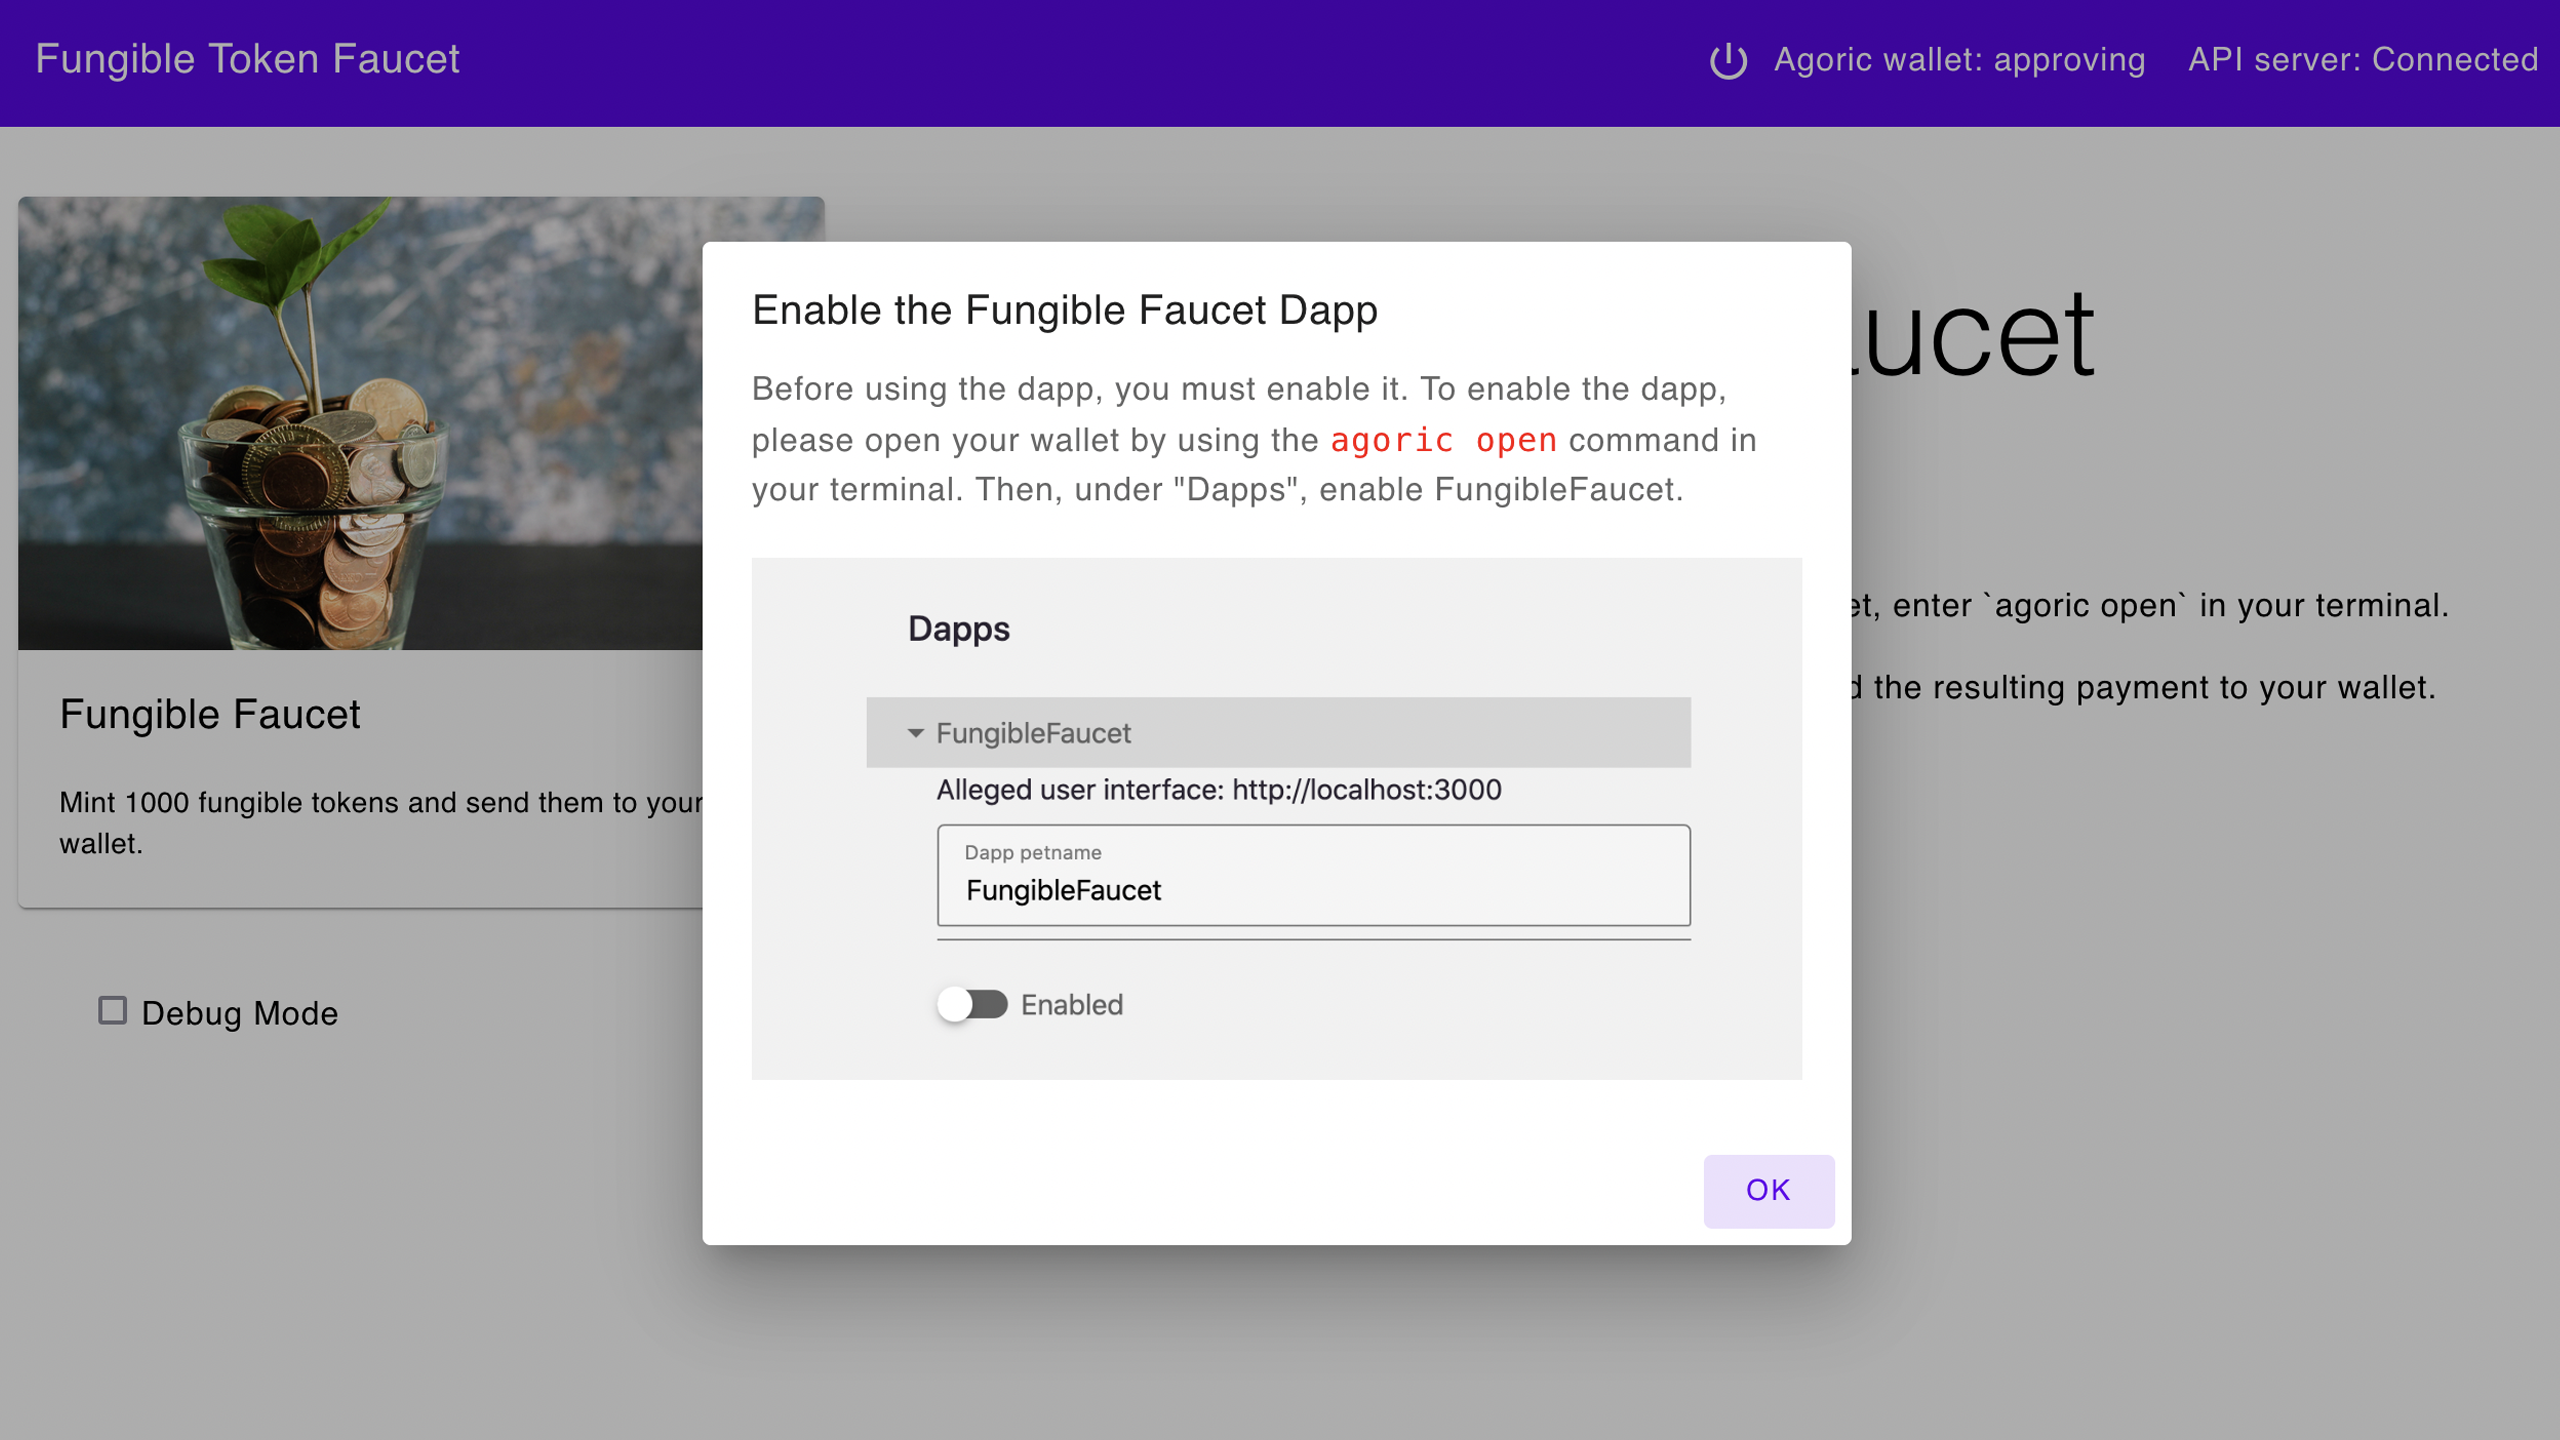 Fungible Token Faucet
Agoric wallet: approving
API server: Connected
Enable the Fungible Faucet Dapp
Before using the dapp, you must enable it. To enable the dapp,
please open your wallet by using the agoric open command in
your terminal. Then, under "Dapps", enable FungibleFaucet.
Dapps
FungibleFaucet
Alleged user interface: http://localhost:3000
Dapp petname
FungibleFaucet
Enabled
OK
Fungible Faucet
Mint 1000 fungible tokens and send them to your
wallet.
Debug Mode
enter `agoric open` in your terminal.
the resulting payment to your wallet.